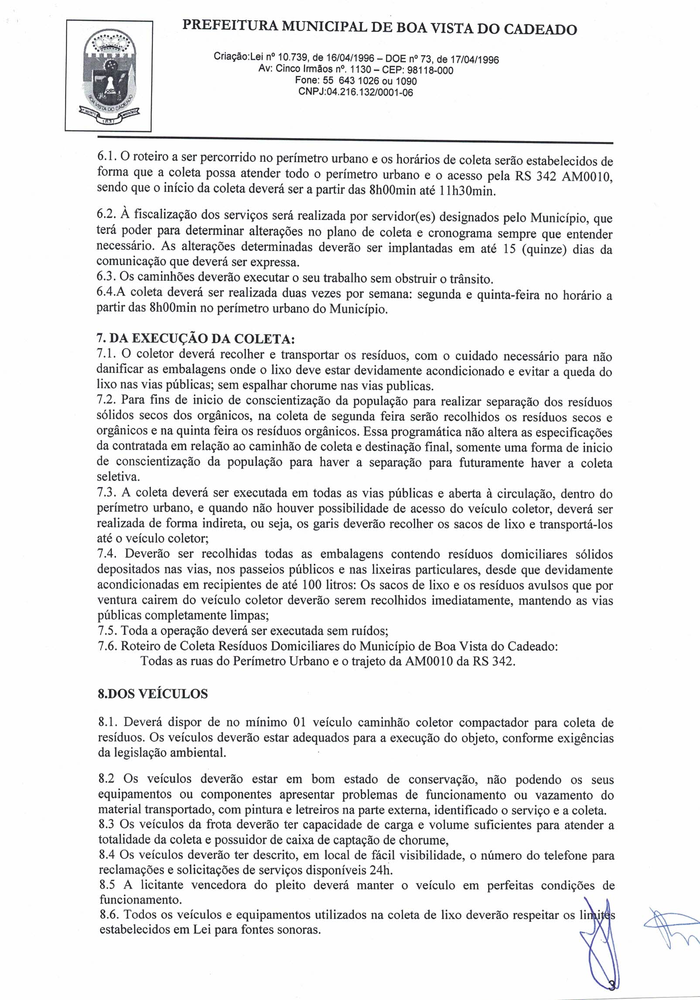 PREFEITURA MUNICIPAL DE BOA VISTA DO CADEADO
Criação:Lei nº 10.739, de 16/04/1996 – DOE nº 73, de 17/04/1996
Av: Cinco Irmãos nº. 1130 – CEP: 98118-000
Fone: 55 643 1026 ou 1090
CNPJ:04.216.132/0001-06
BOA VISTA DO CADEADO
DISTRITO
MISSÕES
1831
6.1. O roteiro a ser percorrido no perímetro urbano e os horários de coleta serão estabelecidos de
forma que a coleta possa atender todo o perímetro urbano e o acesso pela RS 342 AM0010,
sendo que o início da coleta deverá ser a partir das 8h00min até 11h30min.
6.2. À fiscalização dos serviços será realizada por servidor(es) designados pelo Município, que
terá poder para determinar alterações no plano de coleta e cronograma sempre que entender
necessário. As alterações determinadas deverão ser implantadas em até 15 (quinze) dias da
comunicação que deverá ser expressa.
6.3. Os caminhões deverão executar o seu trabalho sem obstruir o trânsito.
6.4.A coleta deverá ser realizada duas vezes por semana: segunda e quinta-feira no horário a
partir das 8h00min no perímetro urbano do Município.
7. DA EXECUÇÃO DA COLETA:
7.1. O coletor deverá recolher e transportar os resíduos, com o cuidado necessário para não
danificar as embalagens onde o lixo deve estar devidamente acondicionado e evitar a queda do
lixo nas vias públicas; sem espalhar chorume nas vias publicas.
7.2. Para fins de inicio de conscientização da população para realizar separação dos resíduos
sólidos secos dos orgânicos, na coleta de segunda feira serão recolhidos os resíduos secos e
orgânicos e na quinta feira os resíduos orgânicos. Essa programática não altera as especificações
da contratada em relação ao caminhão de coleta e destinação final, somente uma forma de inicio
de conscientização da população para haver a separação para futuramente haver a coleta
seletiva.
7.3. A coleta deverá ser executada em todas as vias públicas e aberta à circulação, dentro do
perímetro urbano, e quando não houver possibilidade de acesso do veículo coletor, deverá ser
realizada de forma indireta, ou seja, os garis deverão recolher os sacos de lixo e transportá-los
até o veículo coletor;
7.4. Deverão ser recolhidas todas as embalagens contendo resíduos domiciliares sólidos
depositados nas vias, nos passeios públicos e nas lixeiras particulares, desde que devidamente
acondicionadas em recipientes de até 100 litros: Os sacos de lixo e os resíduos avulsos que por
ventura cairem do veículo coletor deverão serem recolhidos imediatamente, mantendo as vias
públicas completamente limpas;
7.5. Toda a operação deverá ser executada sem ruídos;
7.6. Roteiro de Coleta Resíduos Domiciliares do Município de Boa Vista do Cadeado:
Todas as ruas do Perímetro Urbano e o trajeto da AM0010 da RS 342.
8.DOS VEÍCULOS
8.1. Deverá dispor de no mínimo 01 veículo caminhão coletor compactador para coleta de
resíduos. Os veículos deverão estar adequados para a execução do objeto, conforme exigências
da legislação ambiental.
8.2 Os veículos deverão estar em bom estado de conservação, não podendo os seus
equipamentos ou componentes apresentar problemas de funcionamento ou vazamento do
material transportado, com pintura e letreiros na parte externa, identificado o serviço e a coleta.
8.3 Os veículos da frota deverão ter capacidade de carga e volume suficientes para atender a
totalidade da coleta e possuidor de caixa de captação de chorume,
8.4 Os veículos deverão ter descrito, em local de fácil visibilidade, o número do telefone para
reclamações e solicitações de serviços disponíveis 24h.
8.5 A licitante vencedora do pleito deverá manter o veículo em perfeitas condições de
funcionamento.
8.6. Todos os veículos e equipamentos utilizados na coleta de lixo deverão respeitar os limites
estabelecidos em Lei para fontes sonoras.
3